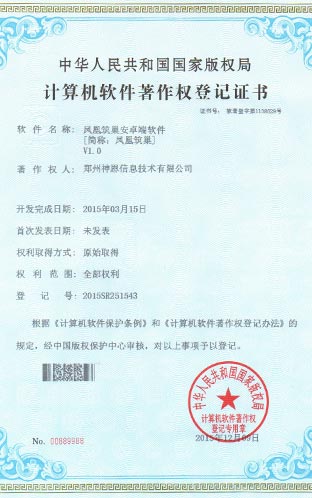 中华人民共和国国家版权局
计算机软件著作权登记证书
证书号： 软著登字第1138629号
软件名称： 凤凰筑巢安卓端软件
[简称：凤凰筑巢]
V1.0
著作权人： 郑州神恩信息技术有限公司
开发完成日期： 2015年03月15日
首次发表日期： 未发表
权利取得方式： 原始取得
权利范围： 全部权利
登记号： 2015SR251543
根据《计算机软件保护条例》和《计算机软件著作权登记办法》的
规定，经中国版权保护中心审核，对以上事项予以登记。
中华人民共和国国家版权局
计算机软件著作权
登记专用章
No. 00889988
2015年12月09日